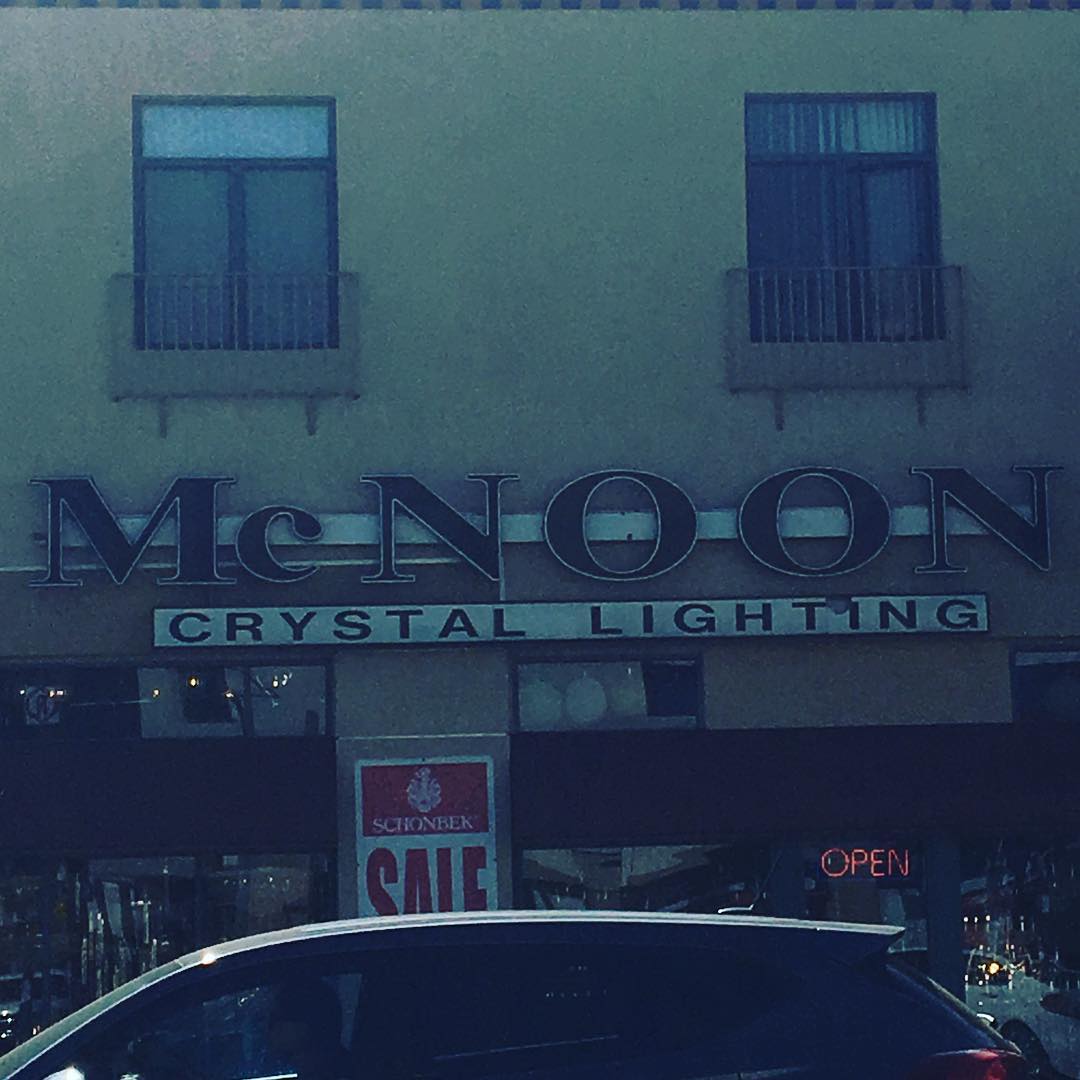 McNOON
CRYSTAL LIGHTING
SCHONBEK
SALE
OPEN